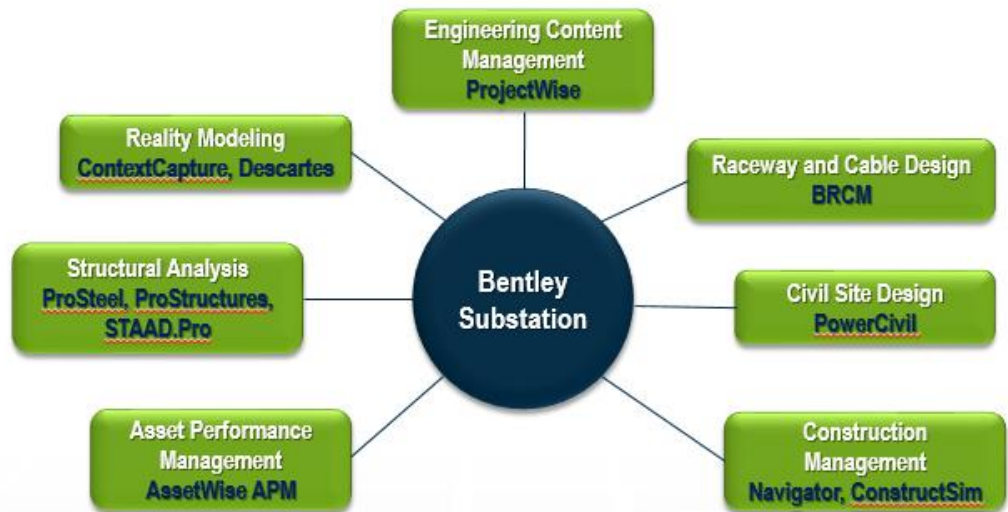 Engineering Content
Management
ProjectWise
Reality Modeling
ContextCapture, Descartes
Raceway and Cable Design
BRCM
Structural Analysis
ProSteel, ProStructures,
STAAD.Pro
Bentley
Substation
Civil Site Design
PowerCivil
Asset Performance
Management
AssetWise APM
Construction
Management
Navigator, ConstructSim